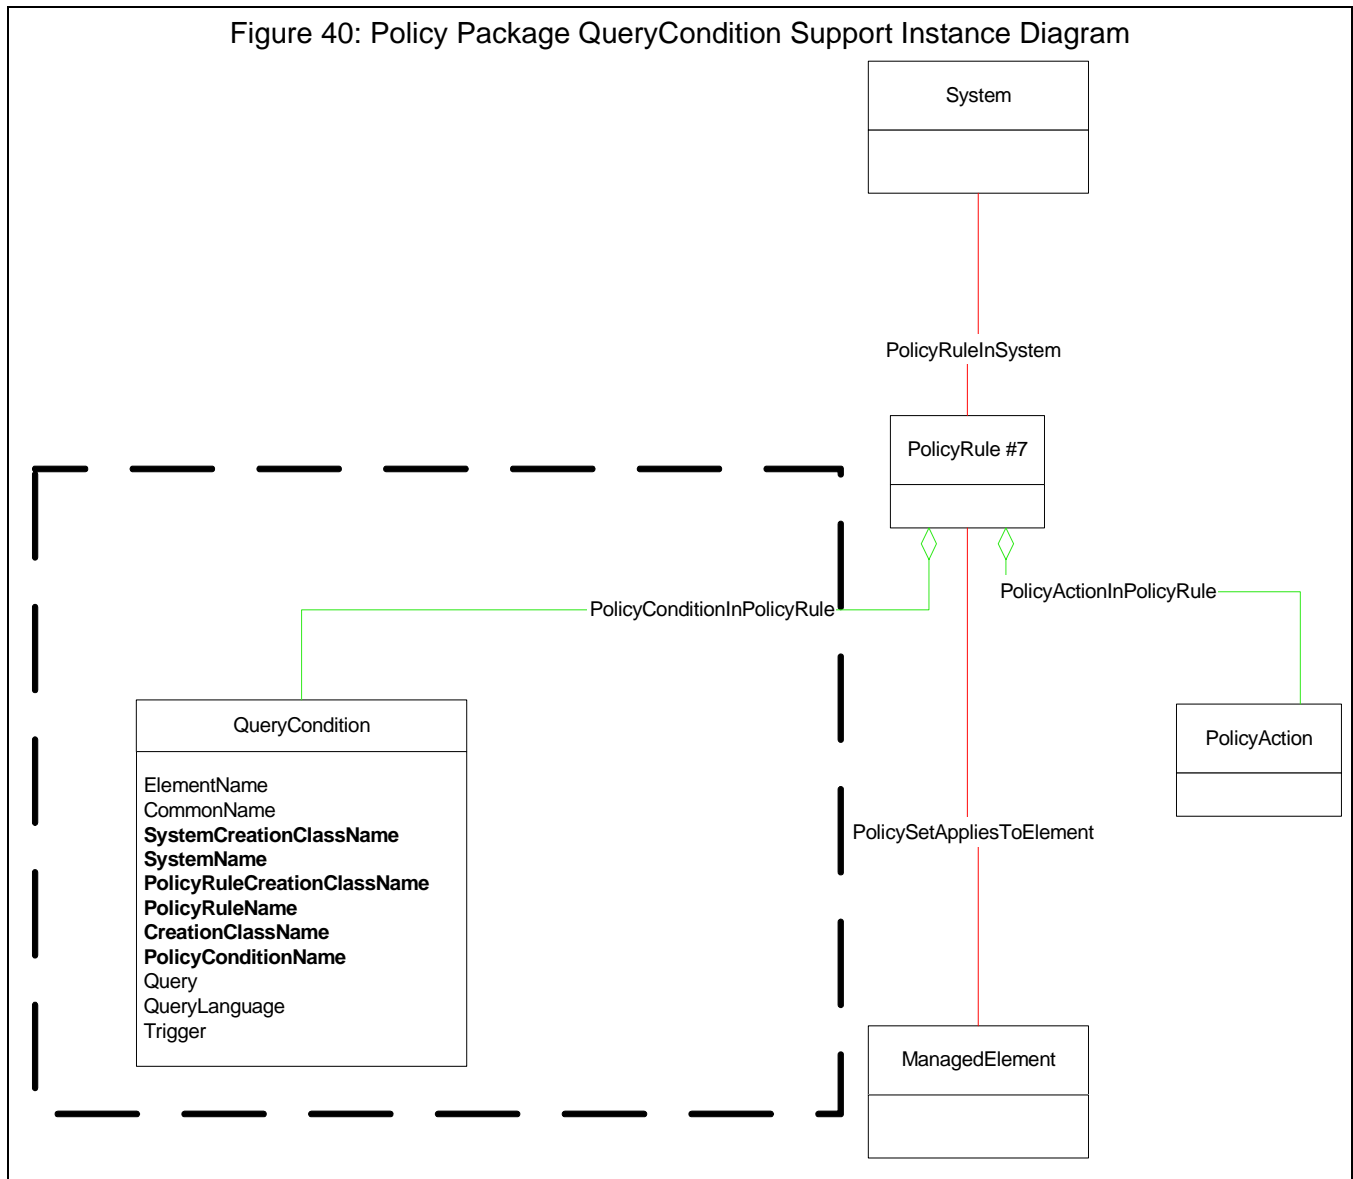 Figure 40: Policy Package QueryCondition Support Instance Diagram
System
PolicyRuleInSystem
PolicyRule #7
PolicyConditionInPolicyRule
PolicyActionInPolicyRule
QueryCondition
ElementName
CommonName
SystemCreationClassName
SystemName
PolicyRuleCreationClassName
PolicyRuleName
CreationClassName
PolicyConditionName
Query
QueryLanguage
Trigger
PolicyAction
PolicySetAppliesToElement
ManagedElement